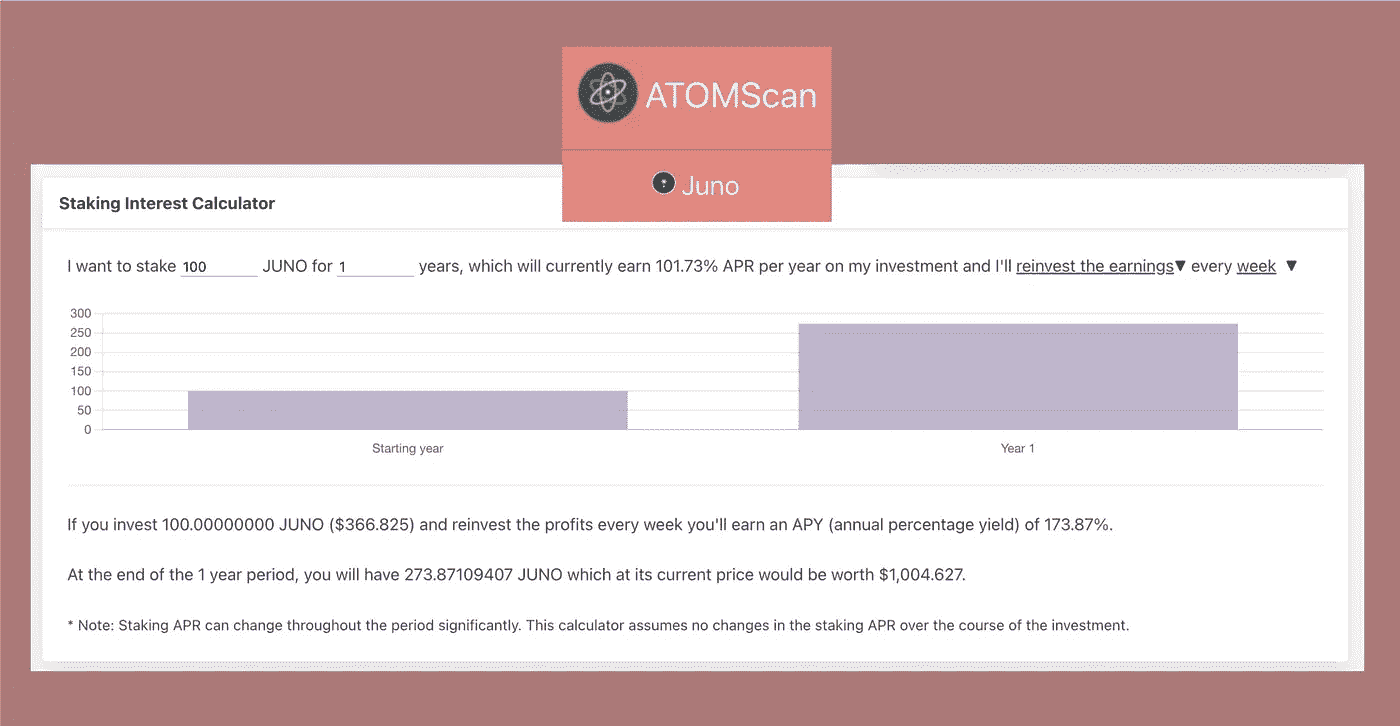 ATOMScan
Juno
Staking Interest Calculator
I want to stake 100 JUNO for 1 years, which will currently earn 101.73% APR per year on my investment and I'll reinvest the earnings▼ every week ▼
300
250
200
150
100
50
0
Starting year Year 1
If you invest 100.00000000 JUNO ($366.825) and reinvest the profits every week you'll earn an APY (annual percentage yield) of 173.87%.
At the end of the 1 year period, you will have 273.87109407 JUNO which at its current price would be worth $1,004.627.
* Note: Staking APR can change throughout the period significantly. This calculator assumes no changes in the staking APR over the course of the investment.